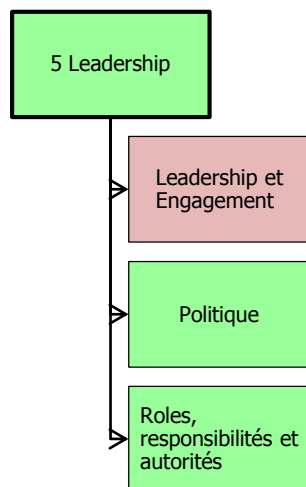 5 Leadership
Leadership et
Engagement
Politique
Roles,
responsibilités et
autorités